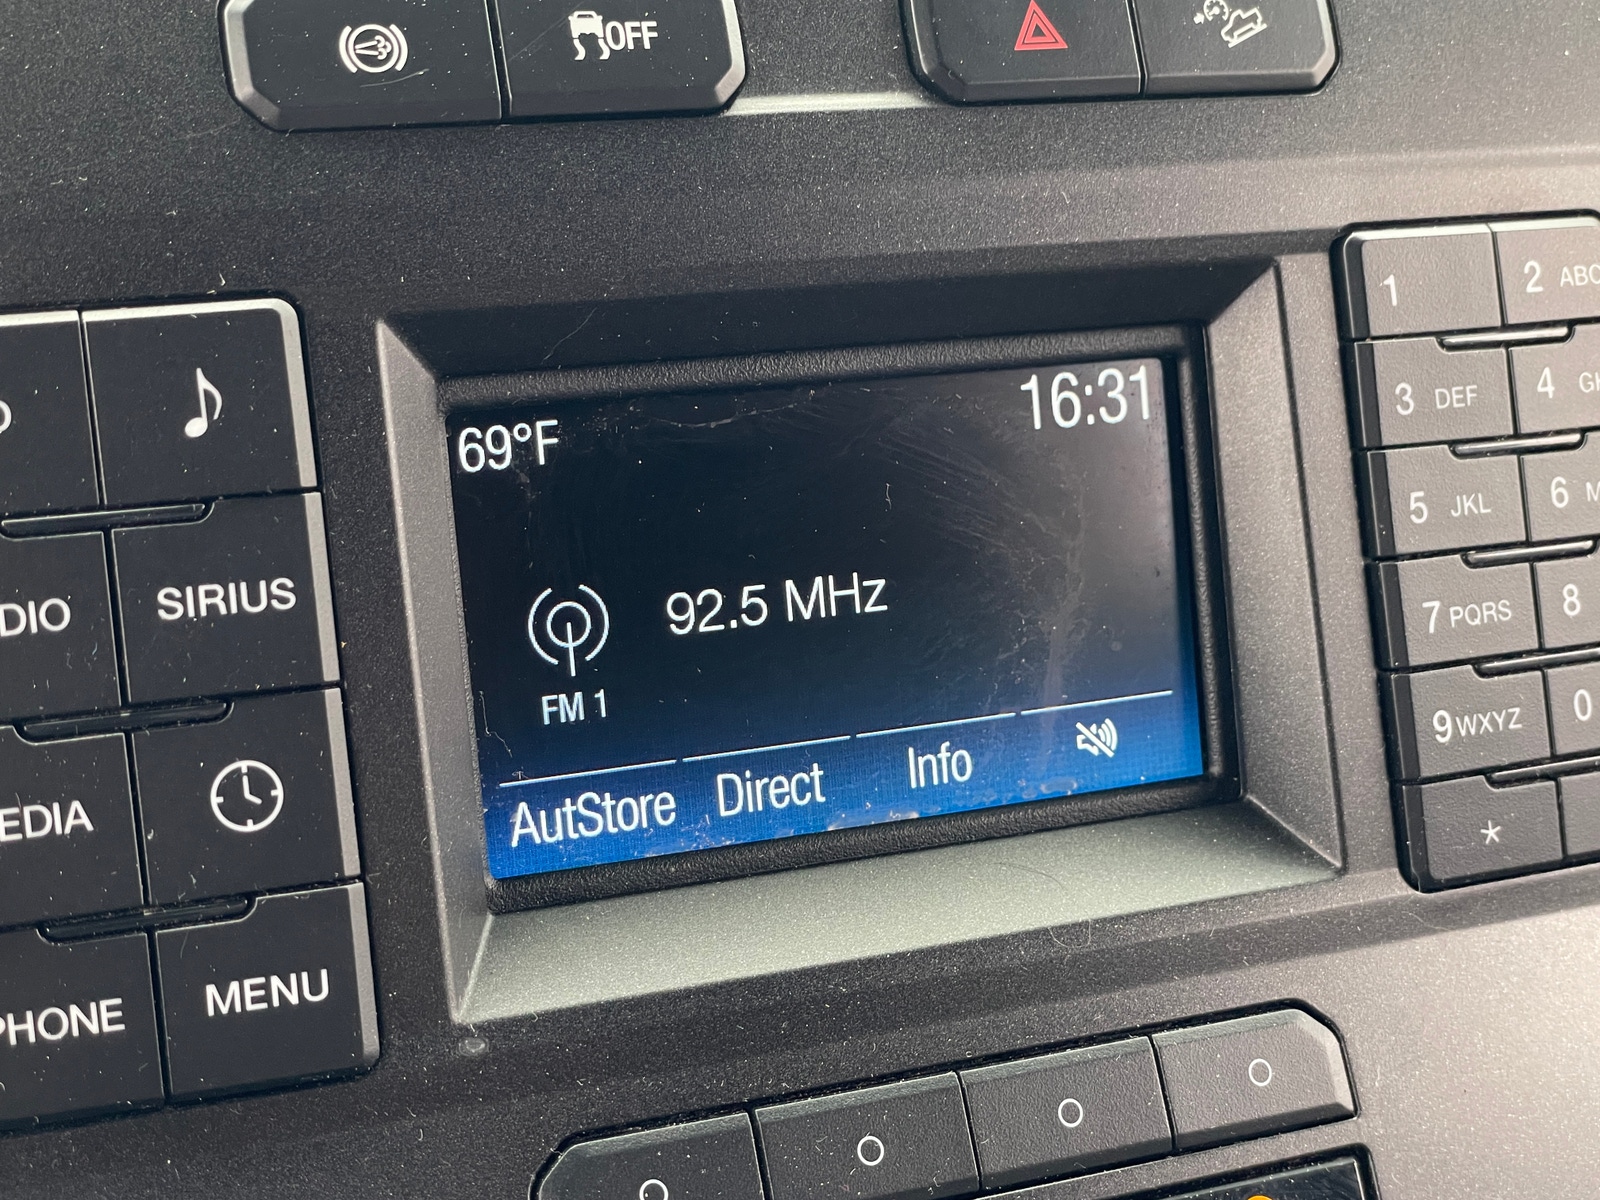 OFF
69°F
16:31
92.5 MHz
FM 1
AutStore Direct Info
SIRIUS
DIO
EDIA
PHONE
MENU
1
2 ABC
3 DEF
4
5 JKL
6
7 PQRS
8
9 WXYZ
0
*